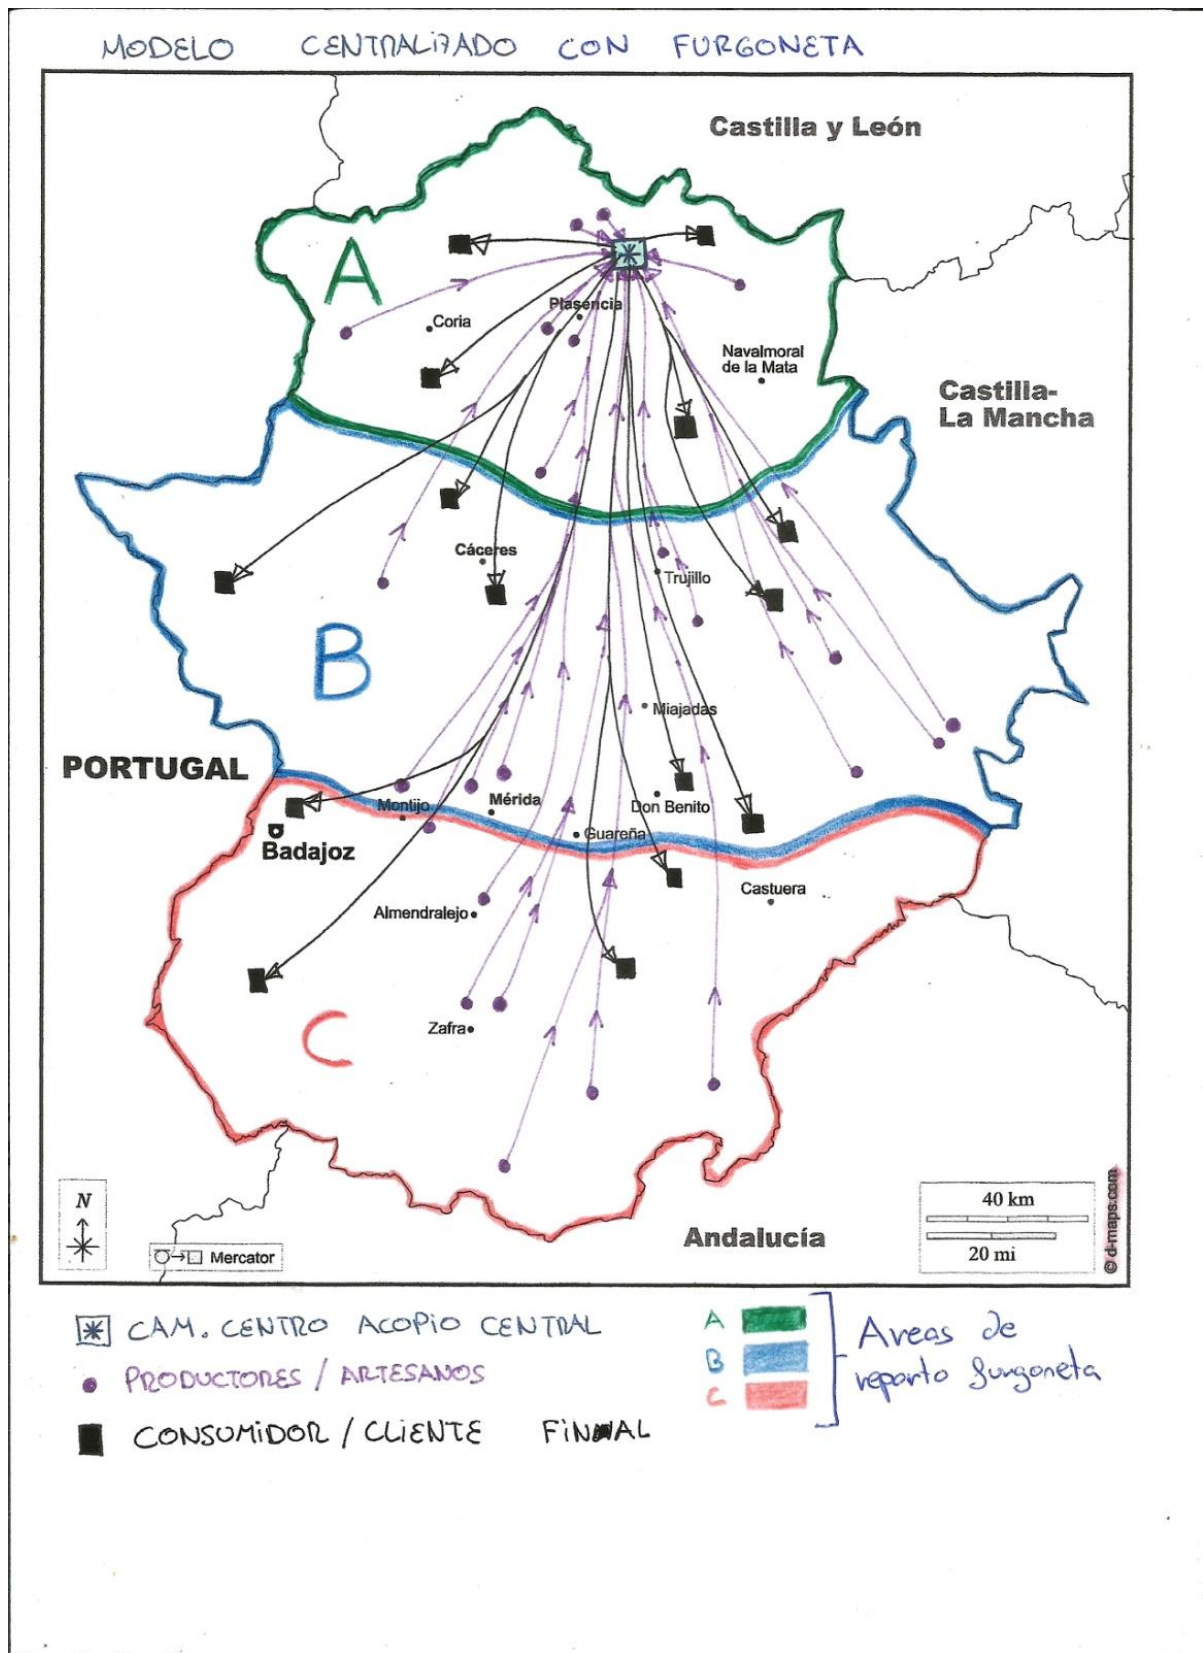 MODELO CENTRALIZADO CON FURGONETA
Castilla y León
A
Plasencia
Coria
Navalmoral
de la Mata
Castilla-
La Mancha
Cáceres
Trujillo
B
Miajadas
PORTUGAL
Montijo
Mérida
Don Benito
Guareña
Badajoz
Castuera
Almendralejo
C
Zafra
N
Mercator
Andalucía
40 km
20 mi
© d-maps.com
CAM. CENTRO ACOPIO CENTRAL
PRODUCTORES / ARTESANOS
CONSUMIDOR / CLIENTE FINAL
A
B
C
Areas de
reparto furgoneta